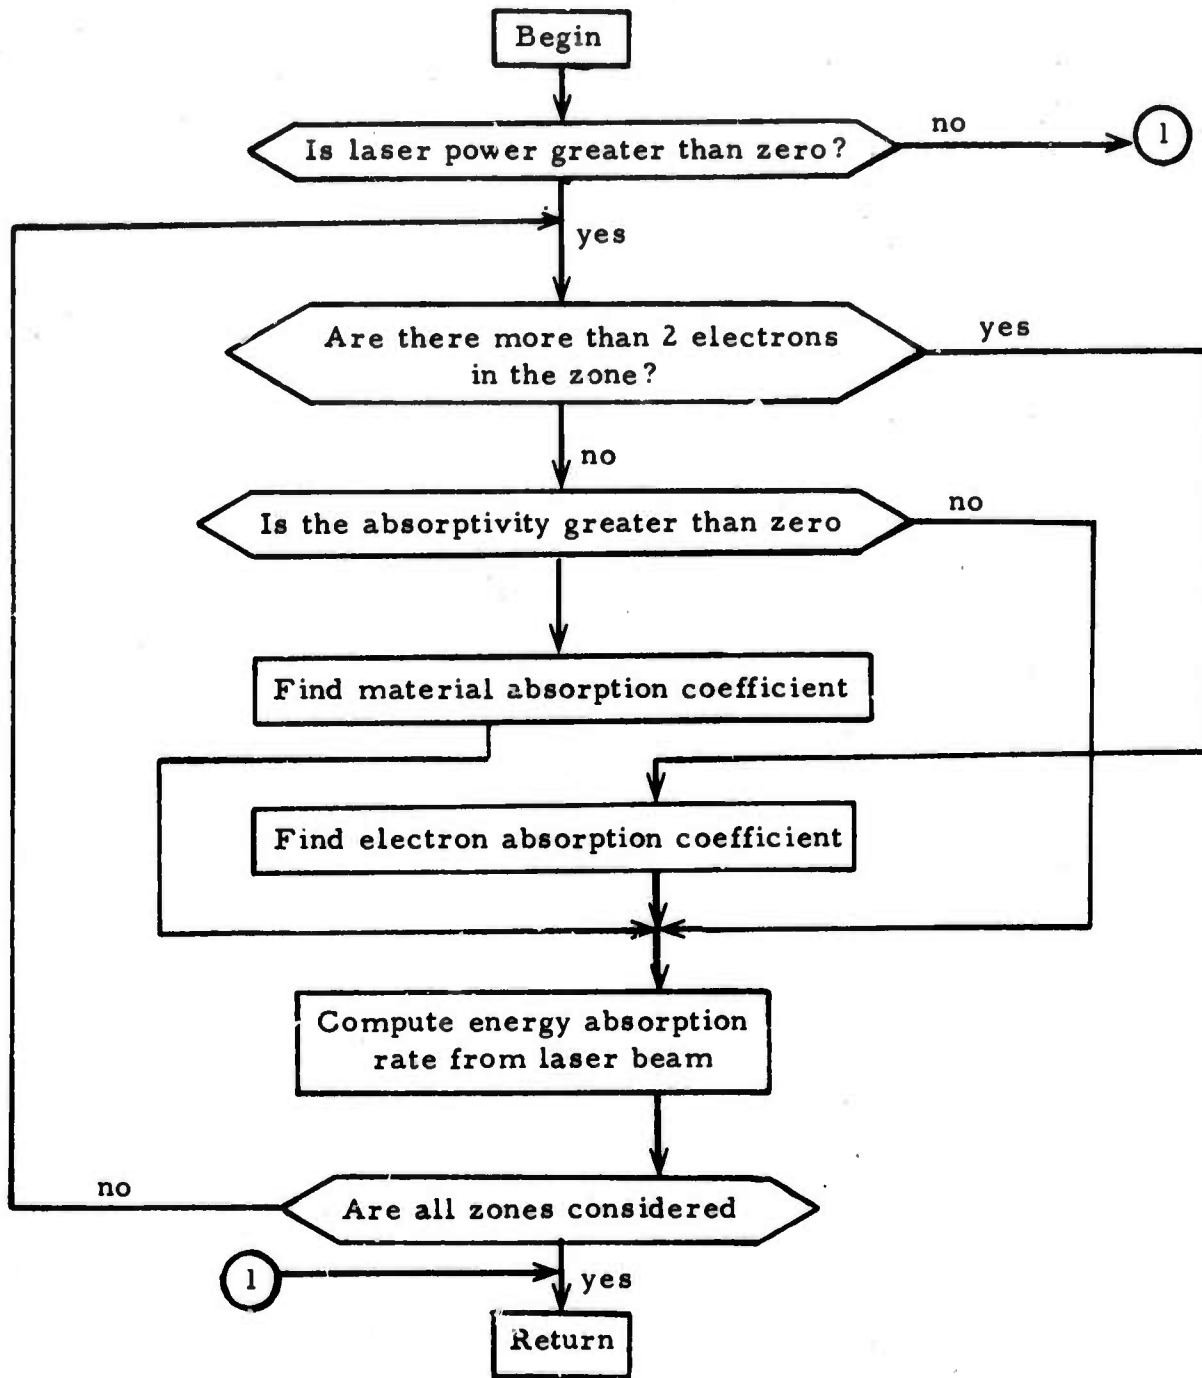 Begin
Is laser power greater than zero?
no
1
yes
Are there more than 2 electrons
in the zone?
yes
no
Is the absorptivity greater than zero
no
Find material absorption coefficient
Find electron absorption coefficient
Compute energy absorption
rate from laser beam
no
Are all zones considered
1
yes
Return